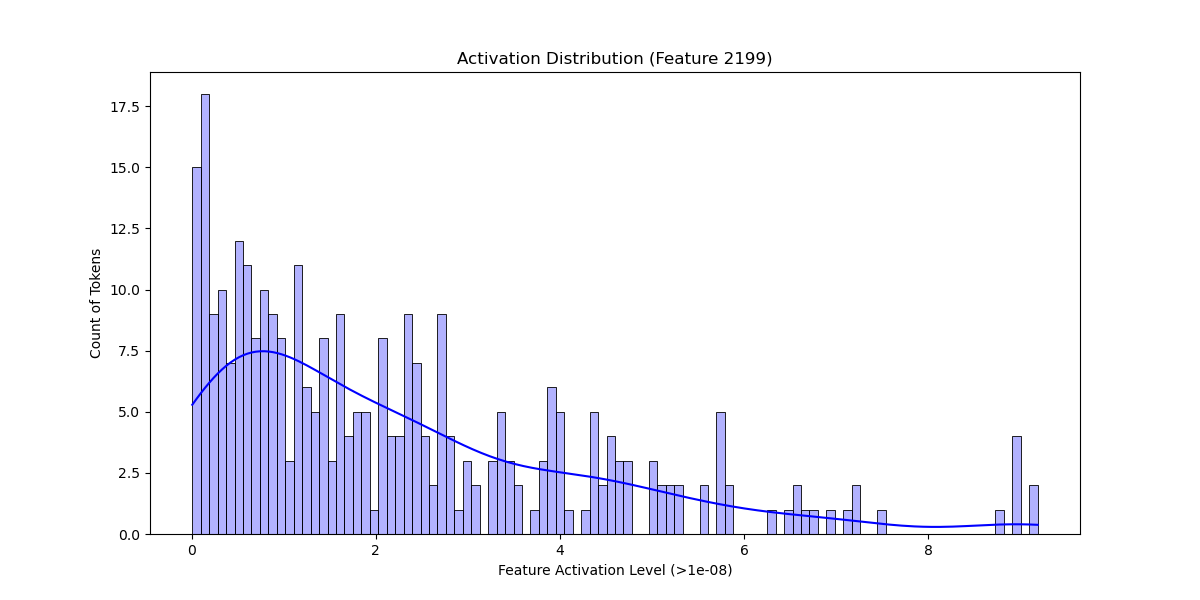 Activation Distribution (Feature 2199)
Count of Tokens
17.5
15.0
12.5
10.0
7.5
5.0
2.5
0.0
0 2 4 6 8
Feature Activation Level (>1e-08)